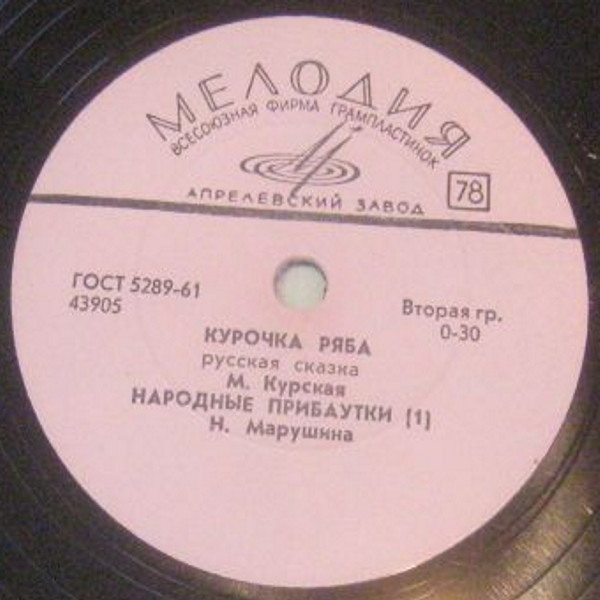 МЕЛОДИЯ
ВСЕСОЮЗНАЯ ФИРМА ГРАМПЛАСТИНОК
АПРЕЛЕВСКИЙ ЗАВОД
78
ГОСТ 5289-61
43905
Вторая гр.
0-30
КУРОЧКА РЯБА
русская сказка
М. Курская
НАРОДНЫЕ ПРИБАУТКИ (1)
Н. Марушина